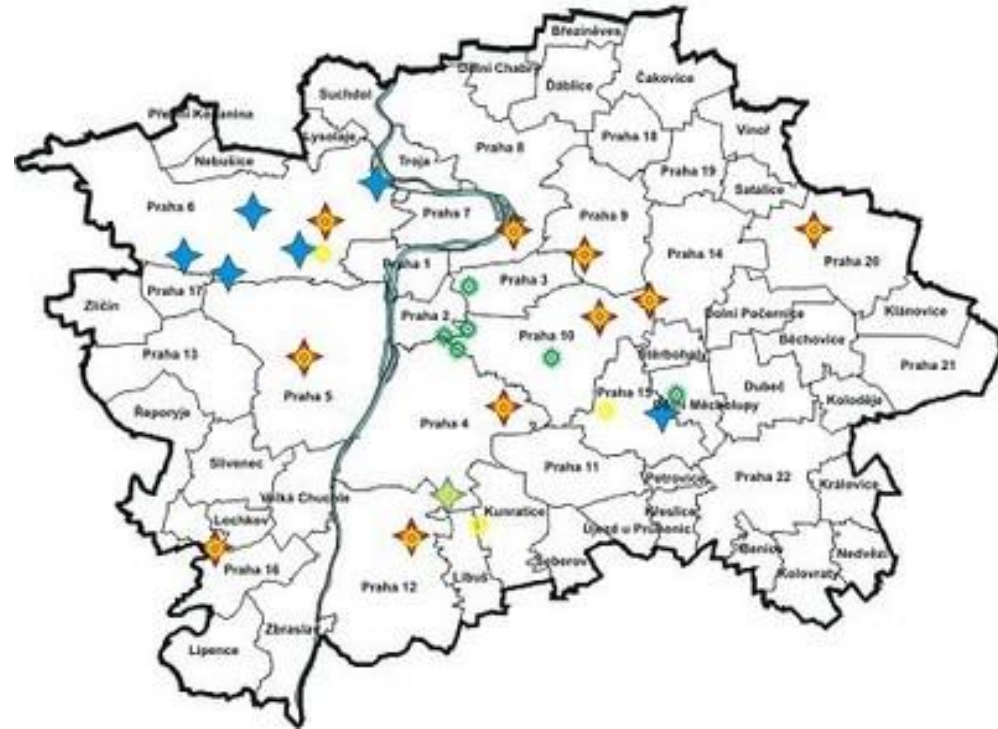 Březiněves
Dolní Chabry
Ďáblice
Čakovice
Suchdol
Přední Kopanina
Lysolaje
Nebušice
Troja
Praha 8
Praha 18
Vinoř
Praha 19
Satalice
Praha 6
Praha 7
Praha 9
Praha 14
Praha 20
Praha 17
Praha 1
Praha 3
Zličín
Praha 2
Praha 10
Dolní Počernice
Klánovice
Běchovice
Praha 13
Štěrboholy
Praha 21
Praha 5
Praha 15
Dubeč
Koloděje
Řeporyje
Měcholupy
Praha 4
Slivenec
Praha 11
Petrovice
Praha 22
Královice
Velká Chuchle
Lochkov
Kunratice
Křeslice
Újezd u Průhonic
Praha 16
Praha 12
Libuš
Šeberov
Benice
Nedvězí
Kolovraty
Zbraslav
Lipence